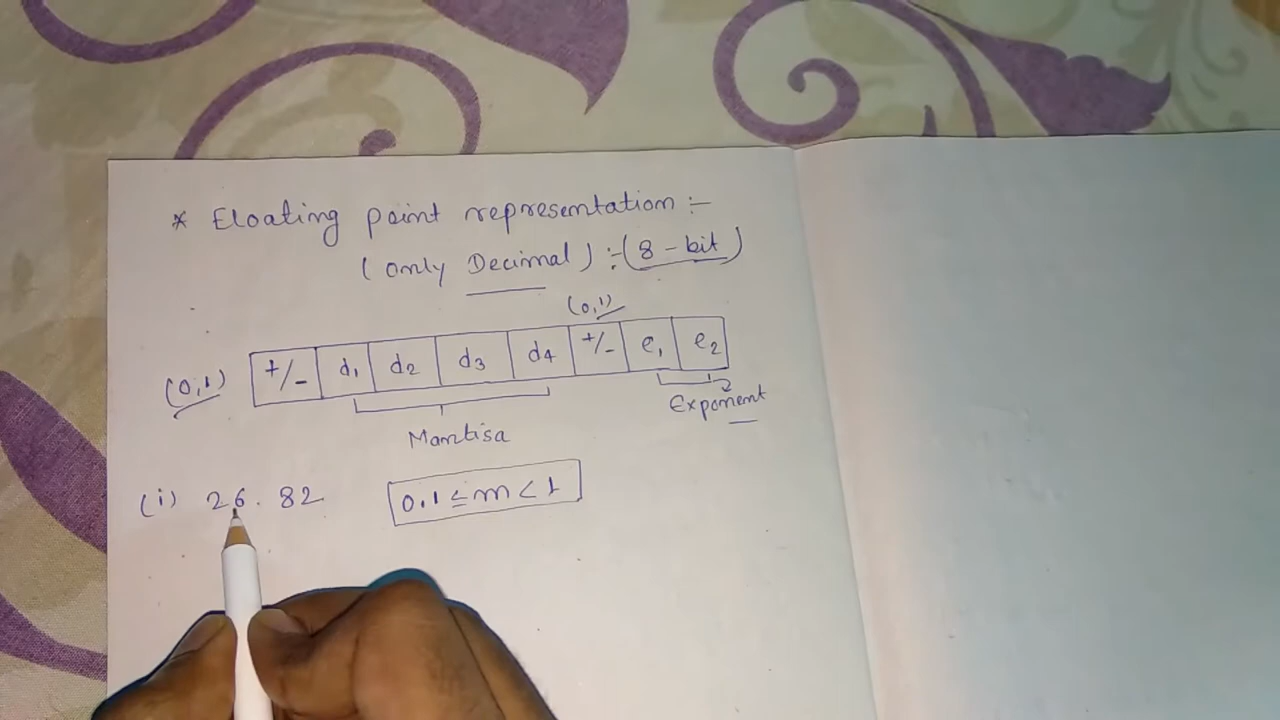 * Floating point representation :-
( only Decimal ) :- ( 8 - bit )
(0,1)
(0,1) +/- d1 d2 d3 d4 +/- e1 e2
Mantisa
Exponent
(i) 26.82 0.1 ≤ m < 1